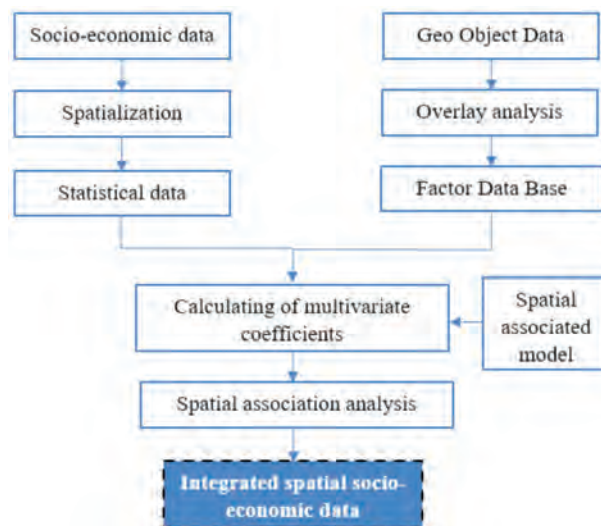 Socio-economic data
Geo Object Data
Spatialization
Overlay analysis
Statistical data
Factor Data Base
Calculating of multivariate
coefficients
Spatial
associated
model
Spatial association analysis
Integrated spatial socio-
economic data